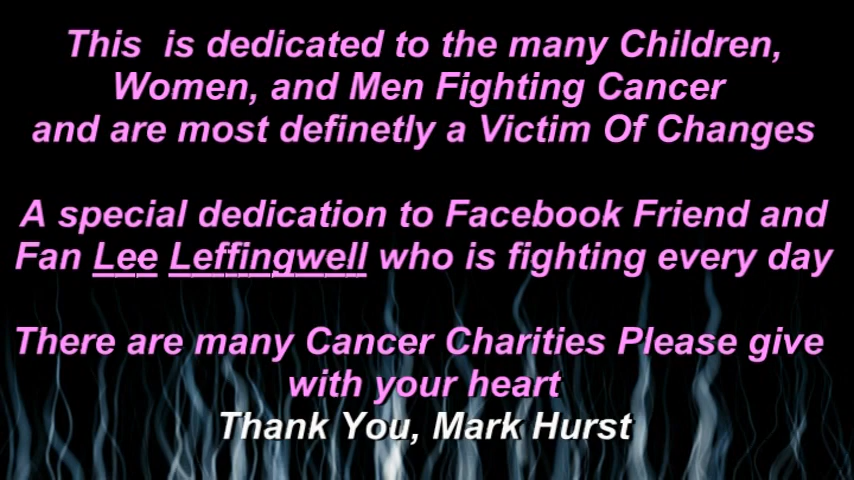 This  is dedicated to the many Children,
Women, and Men Fighting Cancer
and are most definetly a Victim Of Changes
A special dedication to Facebook Friend and
Fan Lee Leffingwell who is fighting every day
There are many Cancer Charities Please give
with your heart
Thank You, Mark Hurst